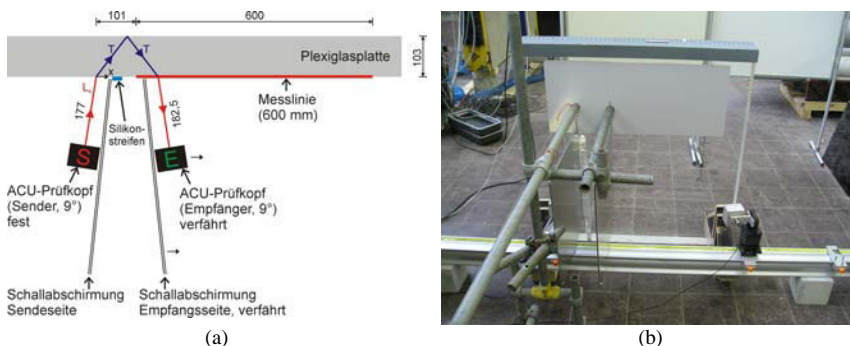 101
600
103
T
T
Plexiglasplatte
x
L
Messlinie
(600 mm)
177
182,5
Silikon-
streifen
S
E
ACU-Prüfkopf
(Sender, 9°)
fest
ACU-Prüfkopf
(Empfänger, 9°)
verfährt
Schallabschirmung
Sendeseite
Schallabschirmung
Empfangsseite, verfährt
(a)
(b)